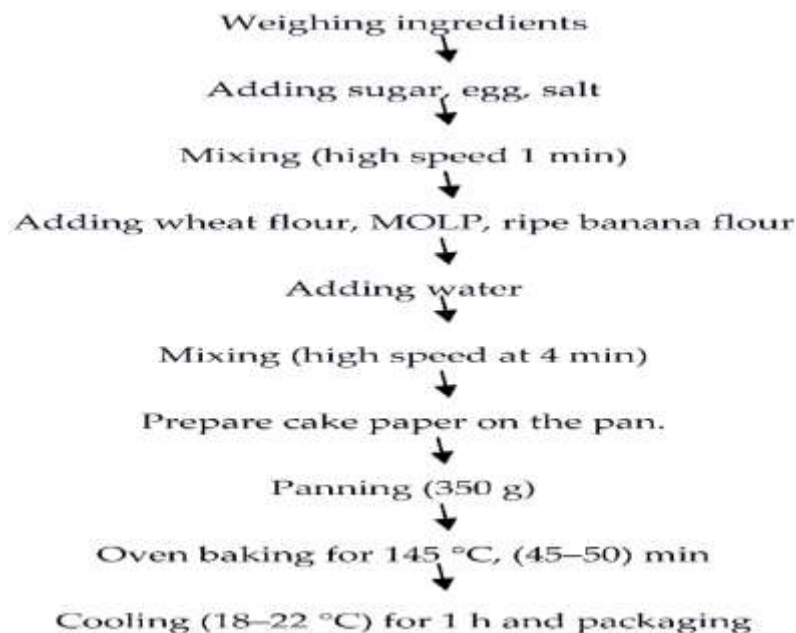 Weighing ingredients
Adding sugar, egg, salt
Mixing (high speed 1 min)
Adding wheat flour, MOLP, ripe banana flour
Adding water
Mixing (high speed at 4 min)
Prepare cake paper on the pan.
Panning (350 g)
Oven baking for 145 °C, (45–50) min
Cooling (18–22 °C) for 1 h and packaging